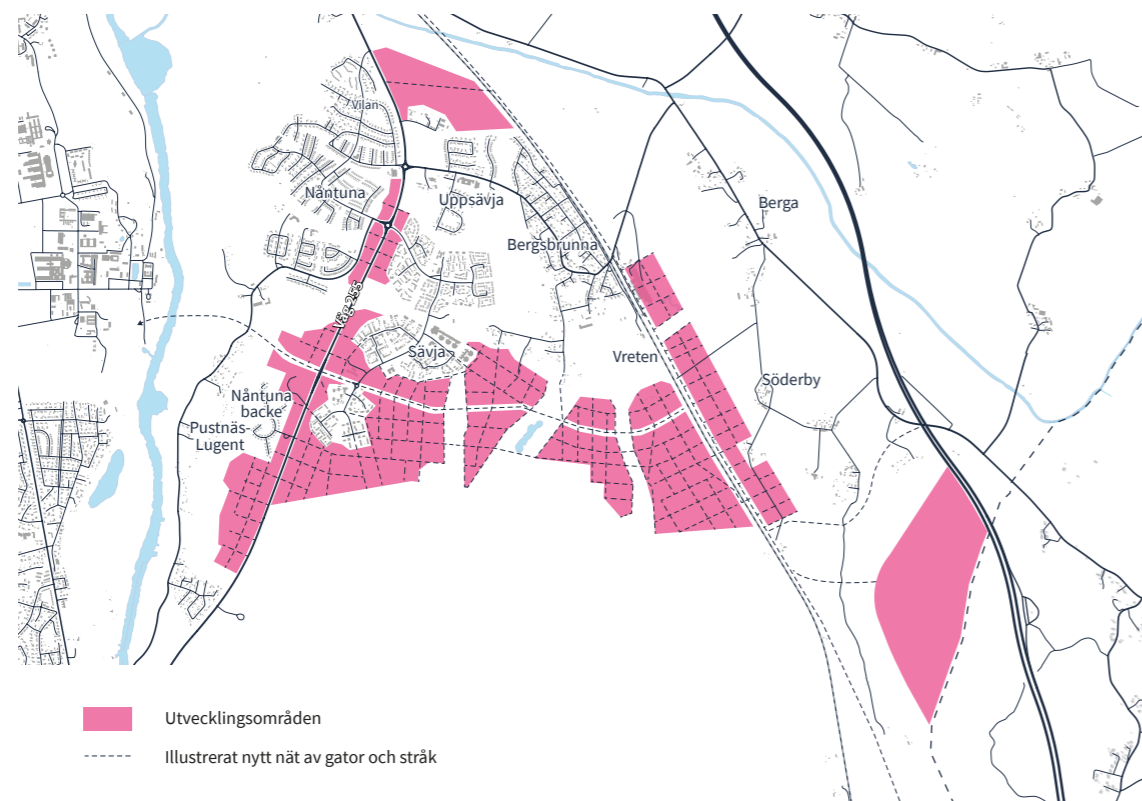 Vilan
Nåntuna
Uppsävja
Berga
Bergsbrunna
Väg 255
Sävja
Vreten
Söderby
Nåntuna
backe
Pustnäs-
Lugent
Utvecklingsområden
Illustrerat nytt nät av gator och stråk